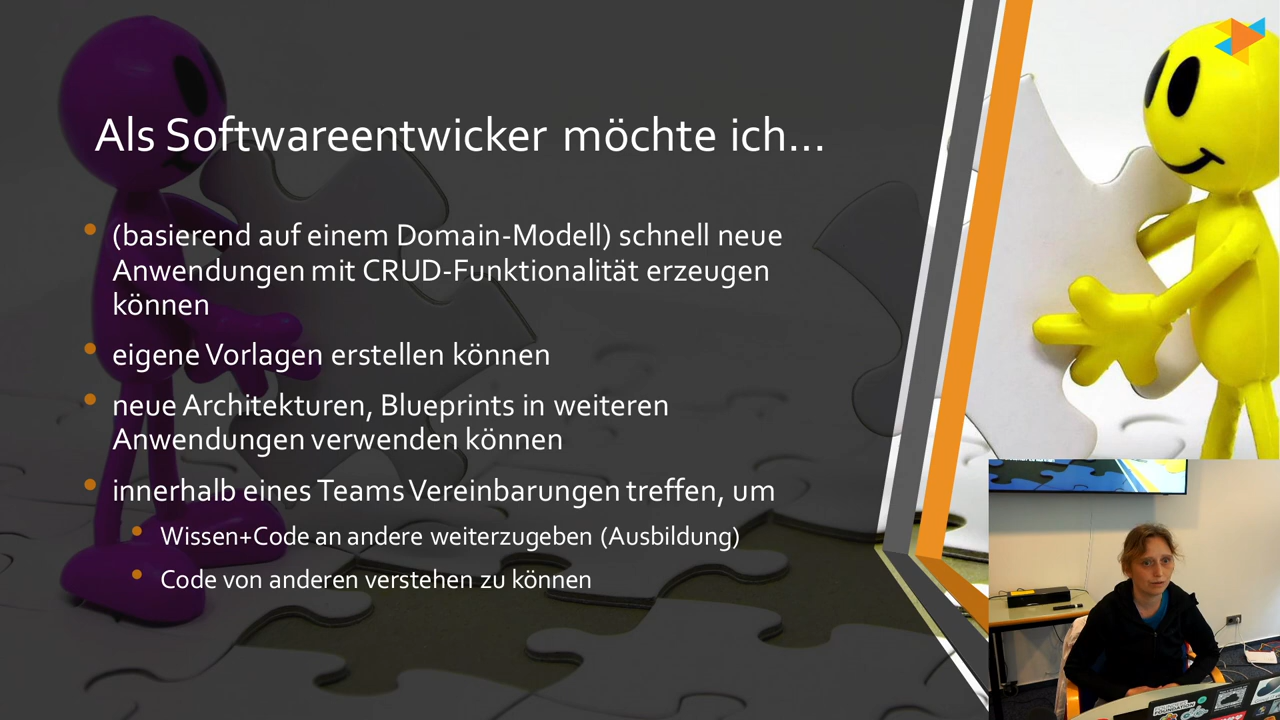 Als Softwareentwicker möchte ich...
(basierend auf einem Domain-Modell) schnell neue
Anwendungen mit CRUD-Funktionalität erzeugen
können
eigene Vorlagen erstellen können
neue Architekturen, Blueprints in weiteren
Anwendungen verwenden können
innerhalb eines Teams Vereinbarungen treffen, um
Wissen+Code an andere weiterzugeben (Ausbildung)
Code von anderen verstehen zu können